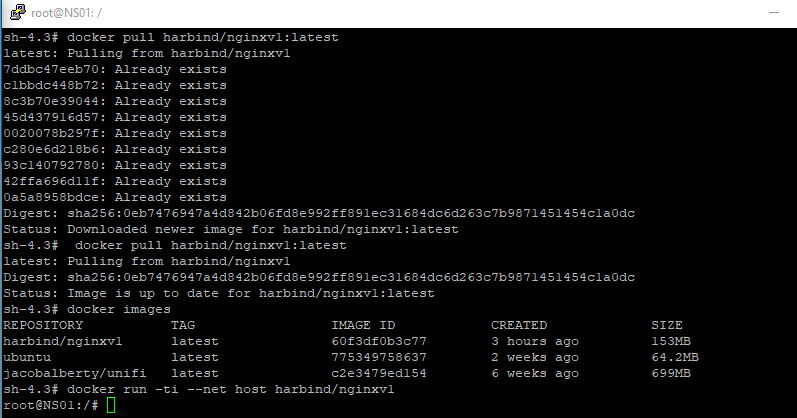 root@NS01: /
sh-4.3# docker pull harbind/nginxv1:latest
latest: Pulling from harbind/nginxv1
7ddbc47eeb70: Already exists
c1bbdc448b72: Already exists
8c3b70e39044: Already exists
45d437916d57: Already exists
0020078b297f: Already exists
c280e6d218b6: Already exists
93c140792780: Already exists
42ffa696d11f: Already exists
0a5a8958bdce: Already exists
Digest: sha256:0eb7476947a4d842b06fd8e992ff891ec31684dc6d263c7b9871451454c1a0dc
Status: Downloaded newer image for harbind/nginxv1:latest
sh-4.3#  docker pull harbind/nginxv1:latest
latest: Pulling from harbind/nginxv1
Digest: sha256:0eb7476947a4d842b06fd8e992ff891ec31684dc6d263c7b9871451454c1a0dc
Status: Image is up to date for harbind/nginxv1:latest
sh-4.3# docker images
REPOSITORY TAG IMAGE ID CREATED SIZE
harbind/nginxv1 latest 60f3df0b3c77 3 hours ago 153MB
ubuntu latest 775349758637 2 weeks ago 64.2MB
jacobalberty/unifi latest c2e3479ed154 6 weeks ago 699MB
sh-4.3# docker run -ti --net host harbind/nginxv1
root@NS01:/#